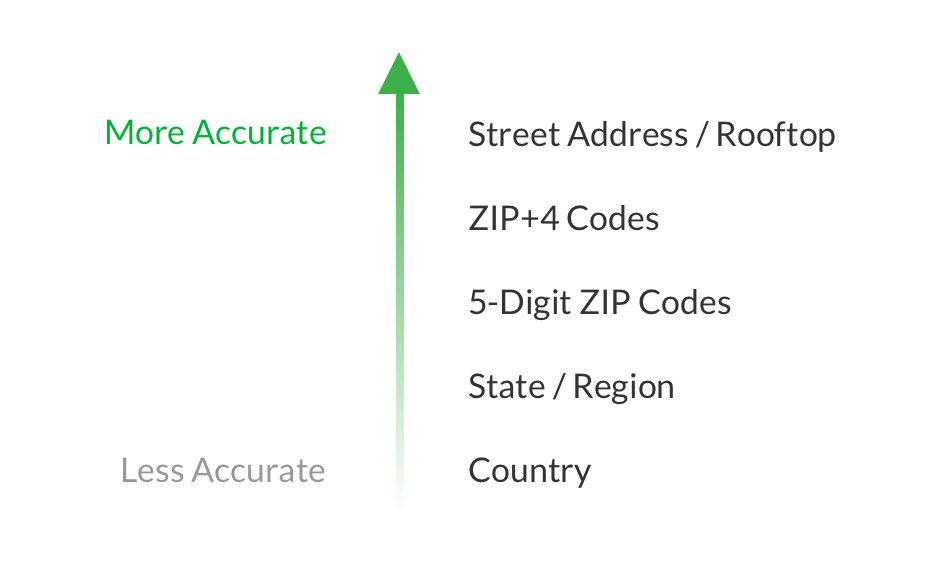 More Accurate
Street Address / Rooftop
ZIP+4 Codes
5-Digit ZIP Codes
State / Region
Less Accurate
Country